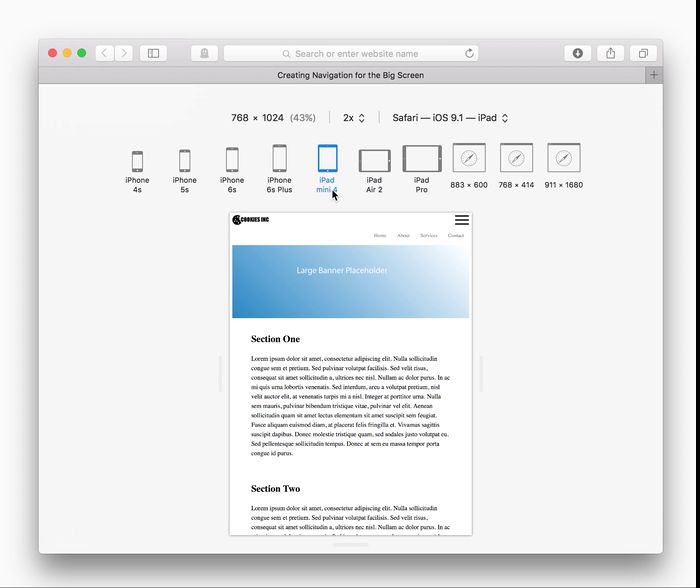 Search or enter website name
Creating Navigation for the Big Screen
768 × 1024 (43%) 2x Safari — iOS 9.1 — iPad
iPhone 4s
iPhone 5s
iPhone 6s
iPhone 6s Plus
iPad mini 4
iPad Air 2
iPad Pro
883 × 600
768 × 414
911 × 1680
COOKIES INC
Home About Services Contact
Large Banner Placeholder
Section One
Lorem ipsum dolor sit amet, consectetur adipiscing elit. Nulla sollicitudin
congue sem et pretium. Sed pulvinar volutpat facilisis. Sed velit risus,
consequat sit amet sollicitudin a, ultrices nec nisl. Nullam ac dolor purus. In ac
mi quis urna lobortis venenatis. Sed interdum, arcu a volutpat pretium, nisl
velit auctor elit, at venenatis turpis mi a nisl. Integer at porttitor urna. Nulla
sem mauris, pulvinar bibendum tristique vitae, pulvinar vel elit. Aenean
sollicitudin quam sit amet lectus elementum sit amet suscipit sem feugiat.
Fusce aliquam euismod diam, at placerat felis fringilla et. Vivamus sagittis
suscipit dapibus. Donec molestie tristique quam, sed sodales justo volutpat eu.
Sed pellentesque sollicitudin tempus. Donec at sem eu massa tempor porta
congue id purus.
Section Two
Lorem ipsum dolor sit amet, consectetur adipiscing elit. Nulla sollicitudin
congue sem et pretium. Sed pulvinar volutpat facilisis. Sed velit risus,
consequat sit amet sollicitudin a, ultrices nec nisl. Nullam ac dolor purus. In ac